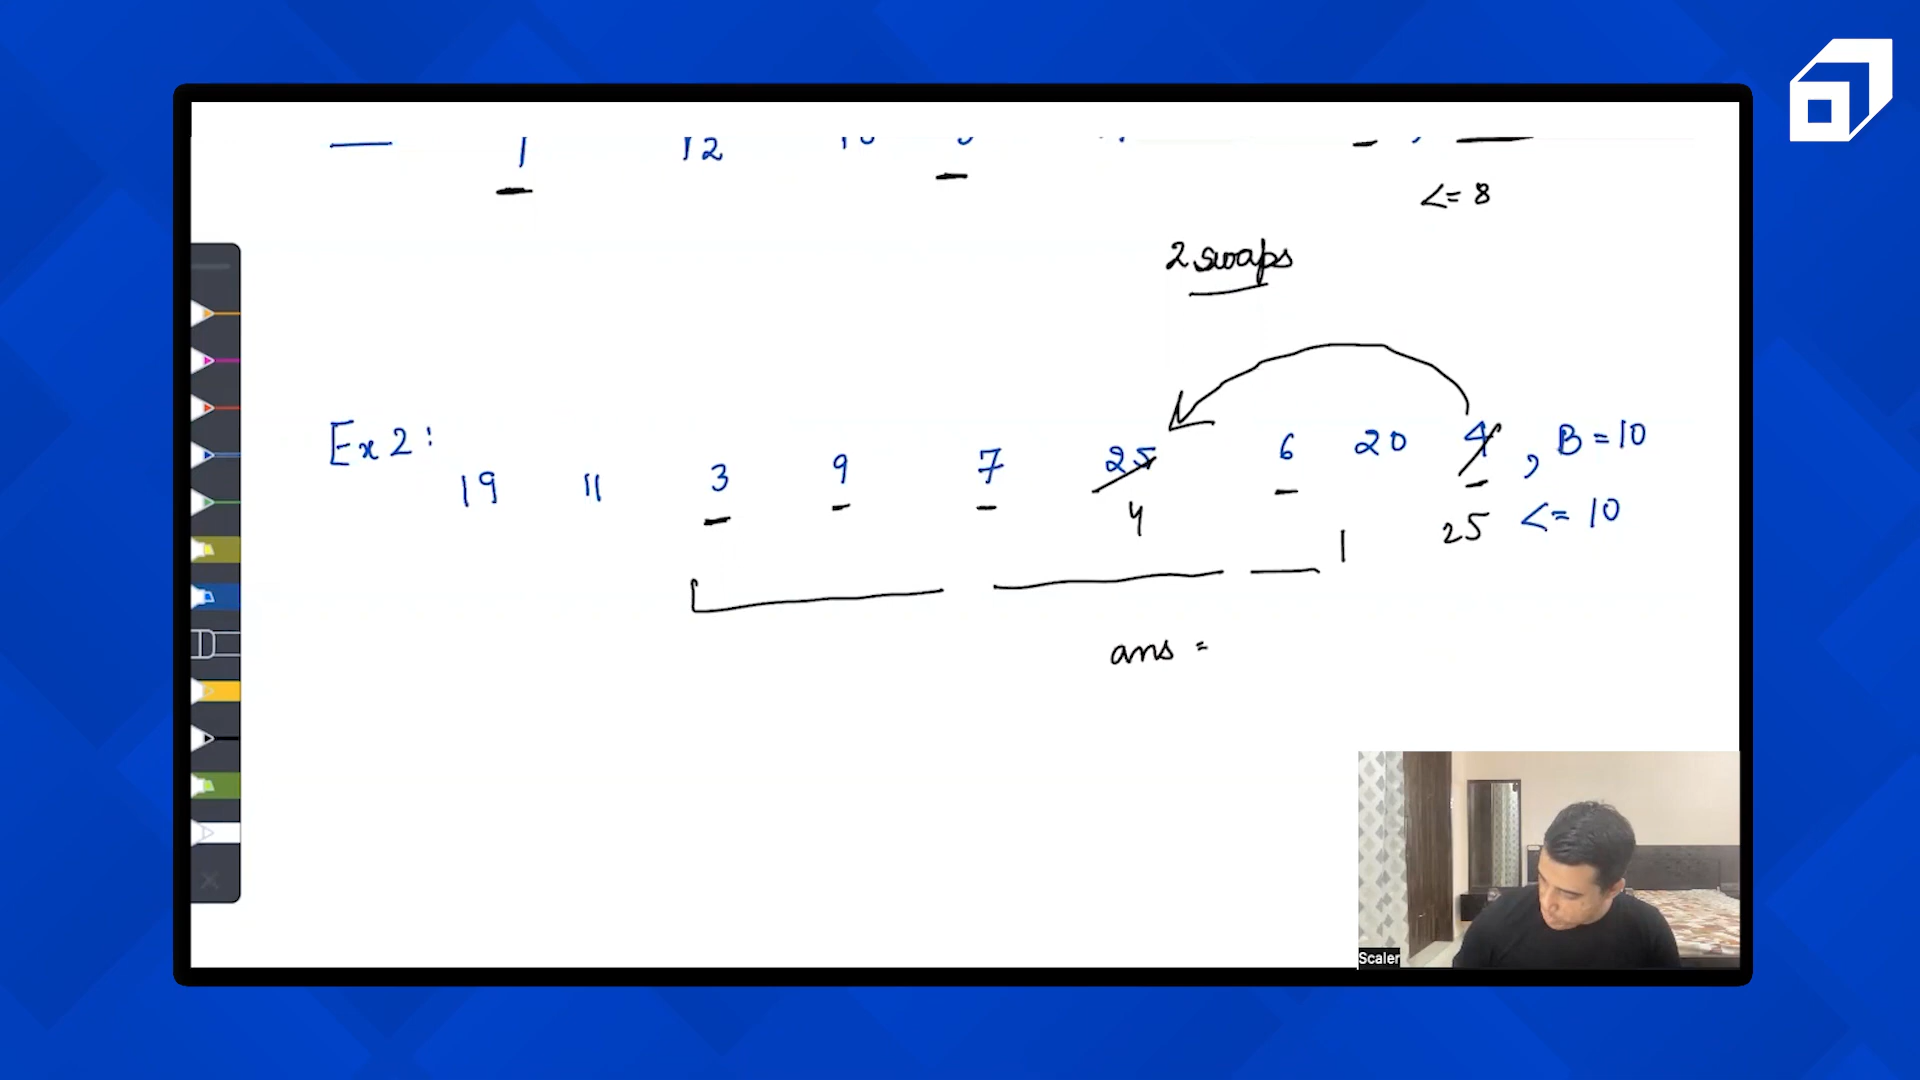 1 12
<= 8
2 swaps
Ex 2:
19 11 3 9 7 25 6 20 4 , B = 10
4 25 <= 10
1
ans =
Scaler